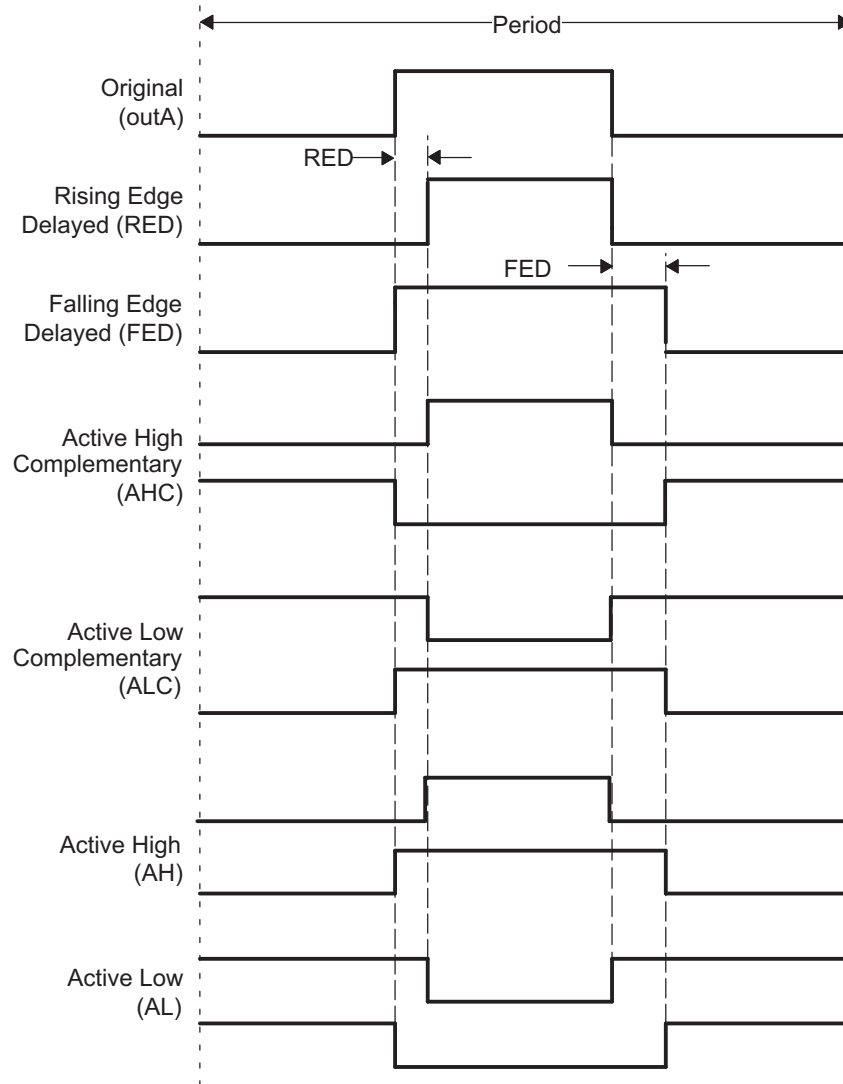 Period
Original
(outA)
RED
Rising Edge
Delayed (RED)
FED
Falling Edge
Delayed (FED)
Active High
Complementary
(AHC)
Active Low
Complementary
(ALC)
Active High
(AH)
Active Low
(AL)